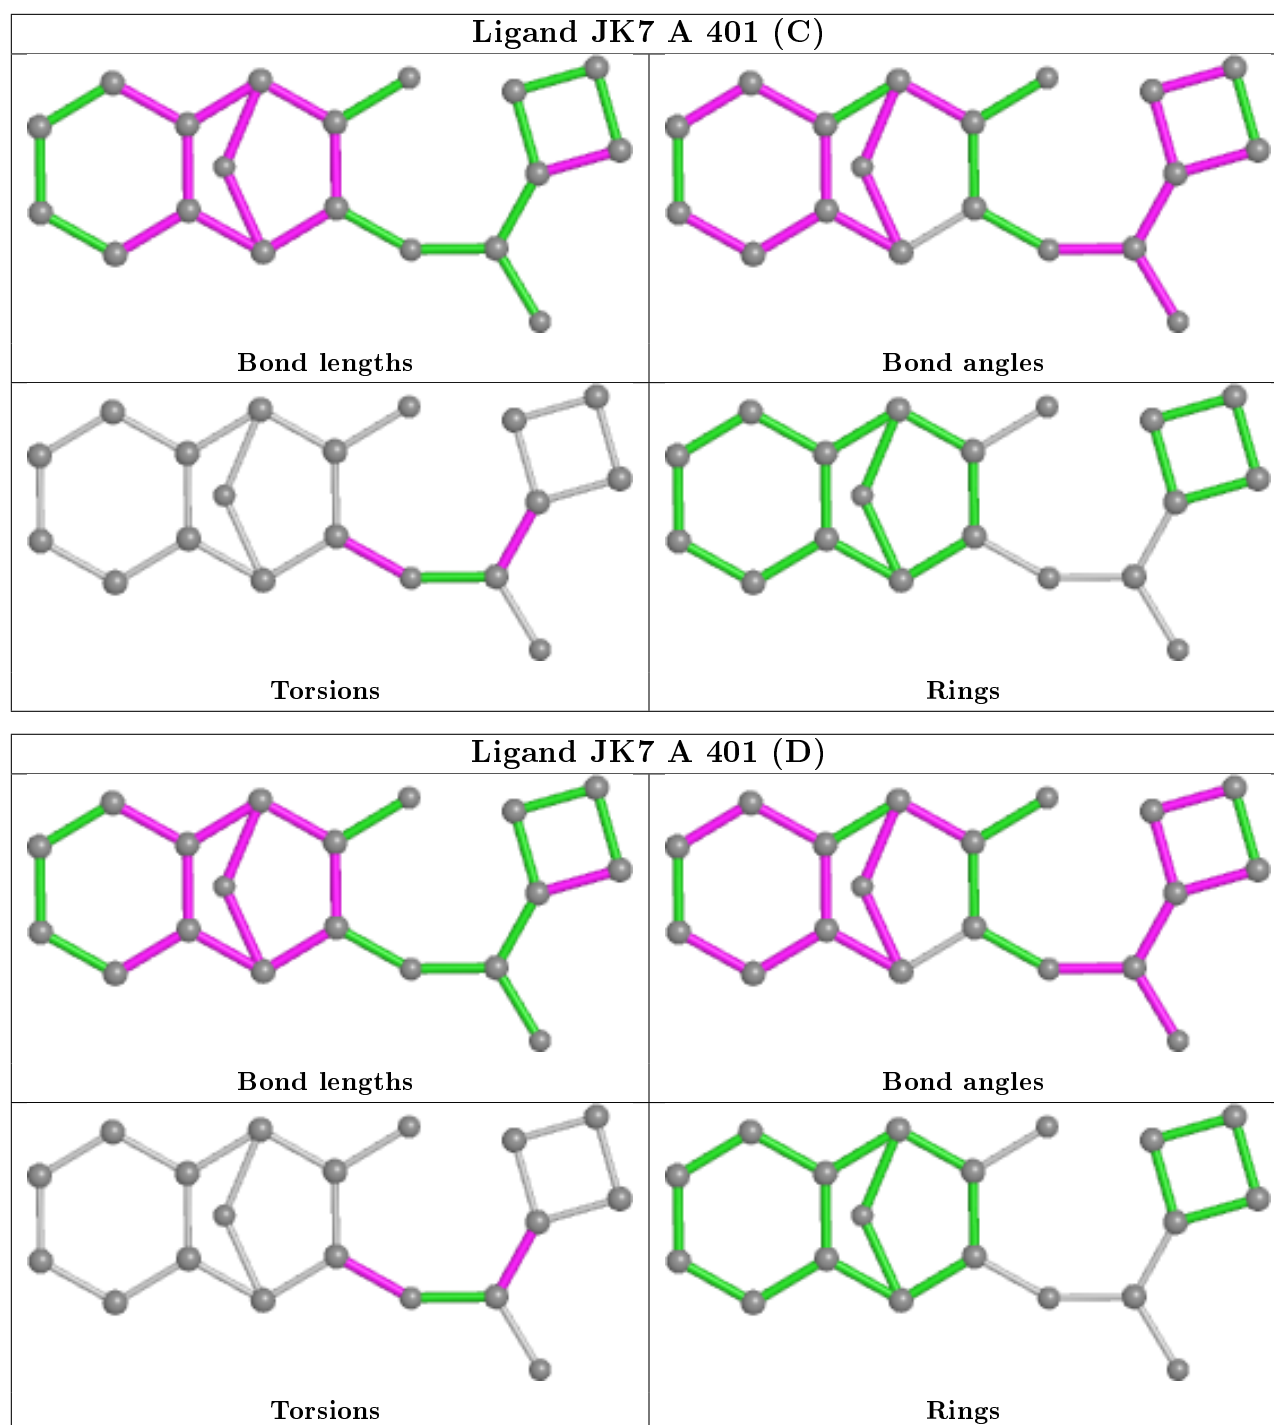 Ligand JK7 A 401 (C)
Bond lengths
Bond angles
Torsions
Rings
Ligand JK7 A 401 (D)
Bond lengths
Bond angles
Torsions
Rings